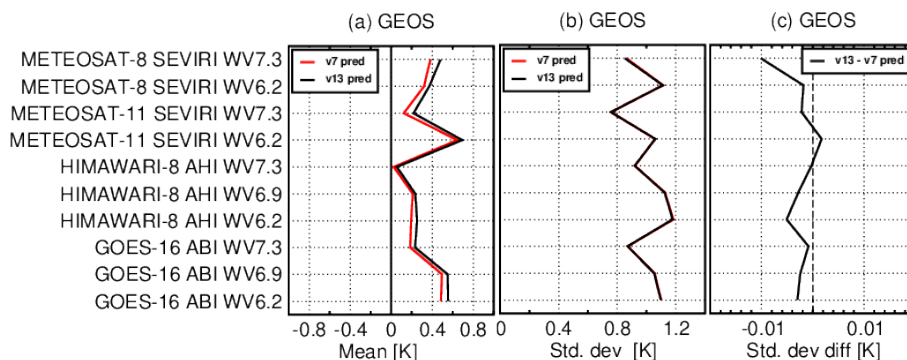 (a) GEOS
(b) GEOS
(c) GEOS
METEOSAT-8 SEVIRI WV7.3
METEOSAT-8 SEVIRI WV6.2
METEOSAT-11 SEVIRI WV7.3
METEOSAT-11 SEVIRI WV6.2
HIMAWARI-8 AHI WV7.3
HIMAWARI-8 AHI WV6.9
HIMAWARI-8 AHI WV6.2
GOES-16 ABI WV7.3
GOES-16 ABI WV6.9
GOES-16 ABI WV6.2
v7 pred
v13 pred
v7 pred
v13 pred
v13 - v7 pred
-0.8 -0.4 0 0.4 0.8
0 0.4 0.8 1.2
-0.01 0.01
Mean [K]
Std. dev [K]
Std. dev diff [K]